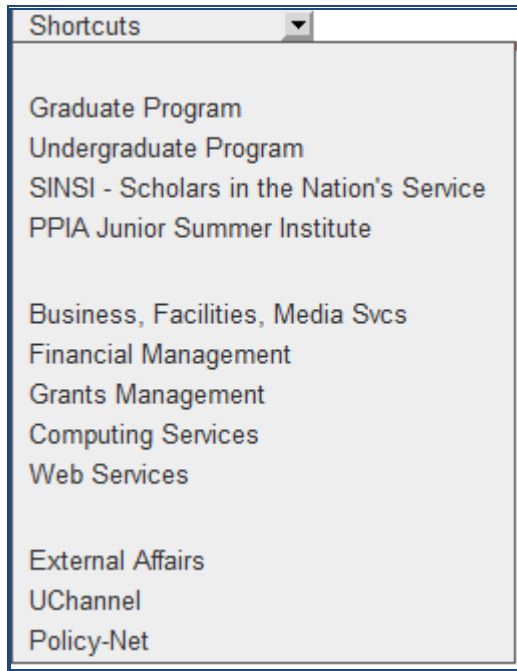 Shortcuts
Graduate Program
Undergraduate Program
SINSI - Scholars in the Nation's Service
PPIA Junior Summer Institute
Business, Facilities, Media Svcs
Financial Management
Grants Management
Computing Services
Web Services
External Affairs
UChannel
Policy-Net